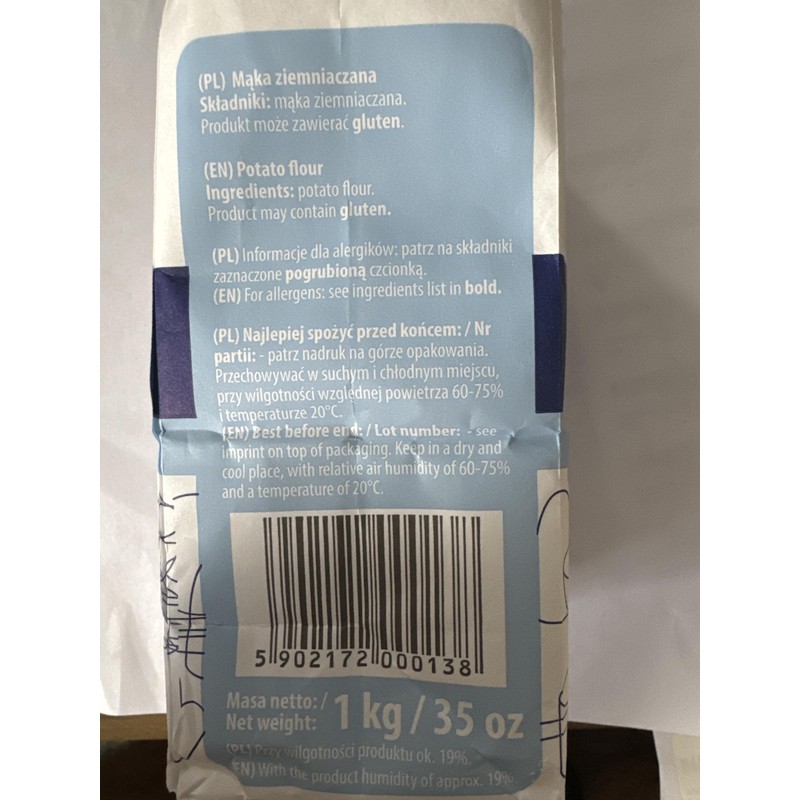 (PL) Mąka ziemniaczana
Składniki: mąka ziemniaczana.
Produkt może zawierać gluten.
(EN) Potato flour
Ingredients: potato flour.
Product may contain gluten.
(PL) Informacje dla alergików: patrz na składniki
zaznaczone pogrubioną czcionką.
(EN) For allergens: see ingredients list in bold.
(PL) Najlepiej spożyć przed końcem: / Nr
partii: - patrz nadruk na górze opakowania.
Przechowywać w suchym i chłodnym miejscu,
przy wilgotności względnej powietrza 60-75%
i temperaturze 20°C.
(EN) Best before end: / Lot number: - see
imprint on top of packaging. Keep in a dry and
cool place, with relative air humidity of 60-75%
and a temperature of 20°C.
5 902172 000138
Masa netto: /
Net weight: 1 kg / 35 oz
(PL) Przy wilgotności produktu ok. 19%.
(EN) With the product humidity of approx. 19%.